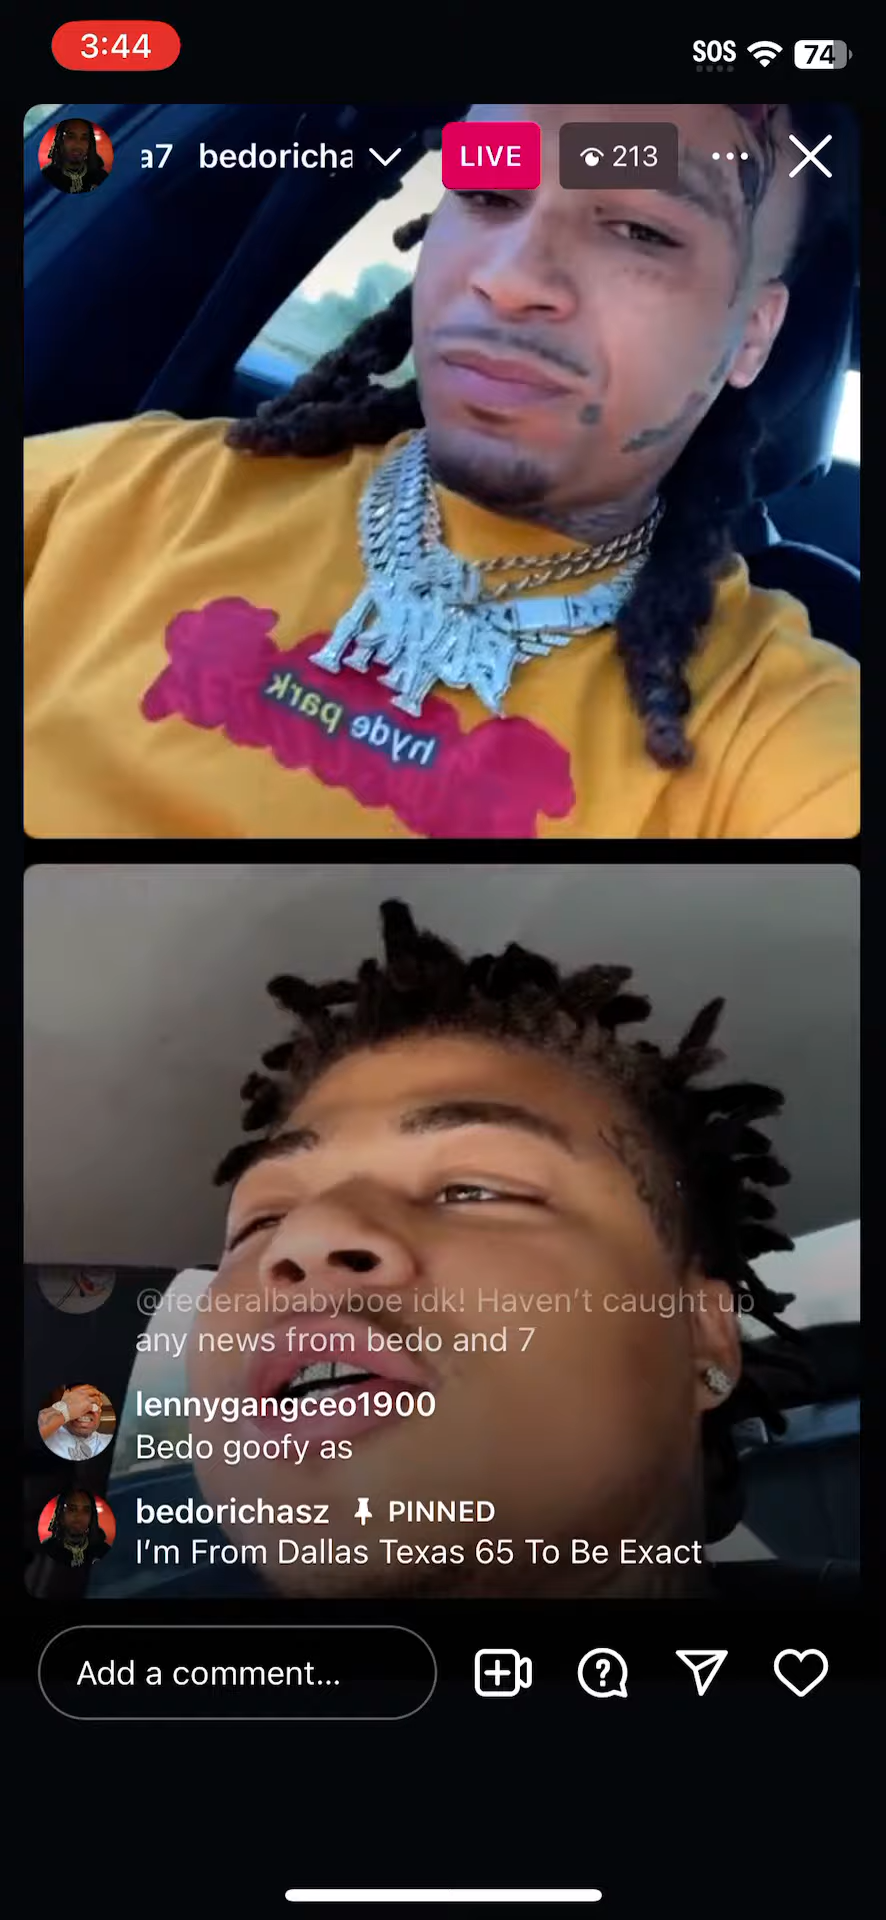 3:44
SOS
74
a7 bedoricha
LIVE
213
hyde park
@federalbabyboe idk! Haven't caught up
any news from bedo and 7
lennygangceo1900
Bedo goofy as
bedorichasz PINNED
I'm From Dallas Texas 65 To Be Exact
Add a comment...